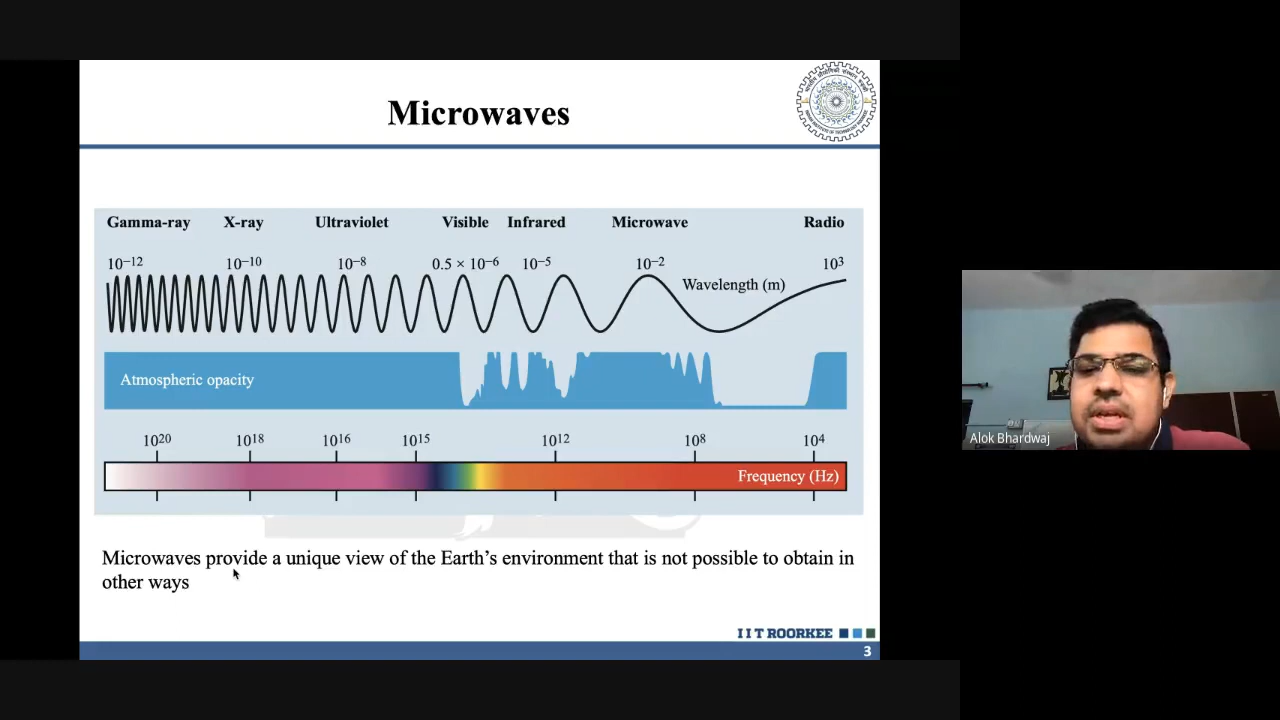 Microwaves
Gamma-ray X-ray Ultraviolet Visible Infrared Microwave Radio
10⁻¹² 10⁻¹⁰ 10⁻⁸ 0.5 × 10⁻⁶ 10⁻⁵ 10⁻² 10³
Wavelength (m)
Atmospheric opacity
10²⁰ 10¹⁸ 10¹⁶ 10¹⁵ 10¹² 10⁸ 10⁴
Frequency (Hz)
Microwaves provide a unique view of the Earth’s environment that is not possible to obtain in
other ways
I I T ROORKEE
3
Alok Bhardwaj